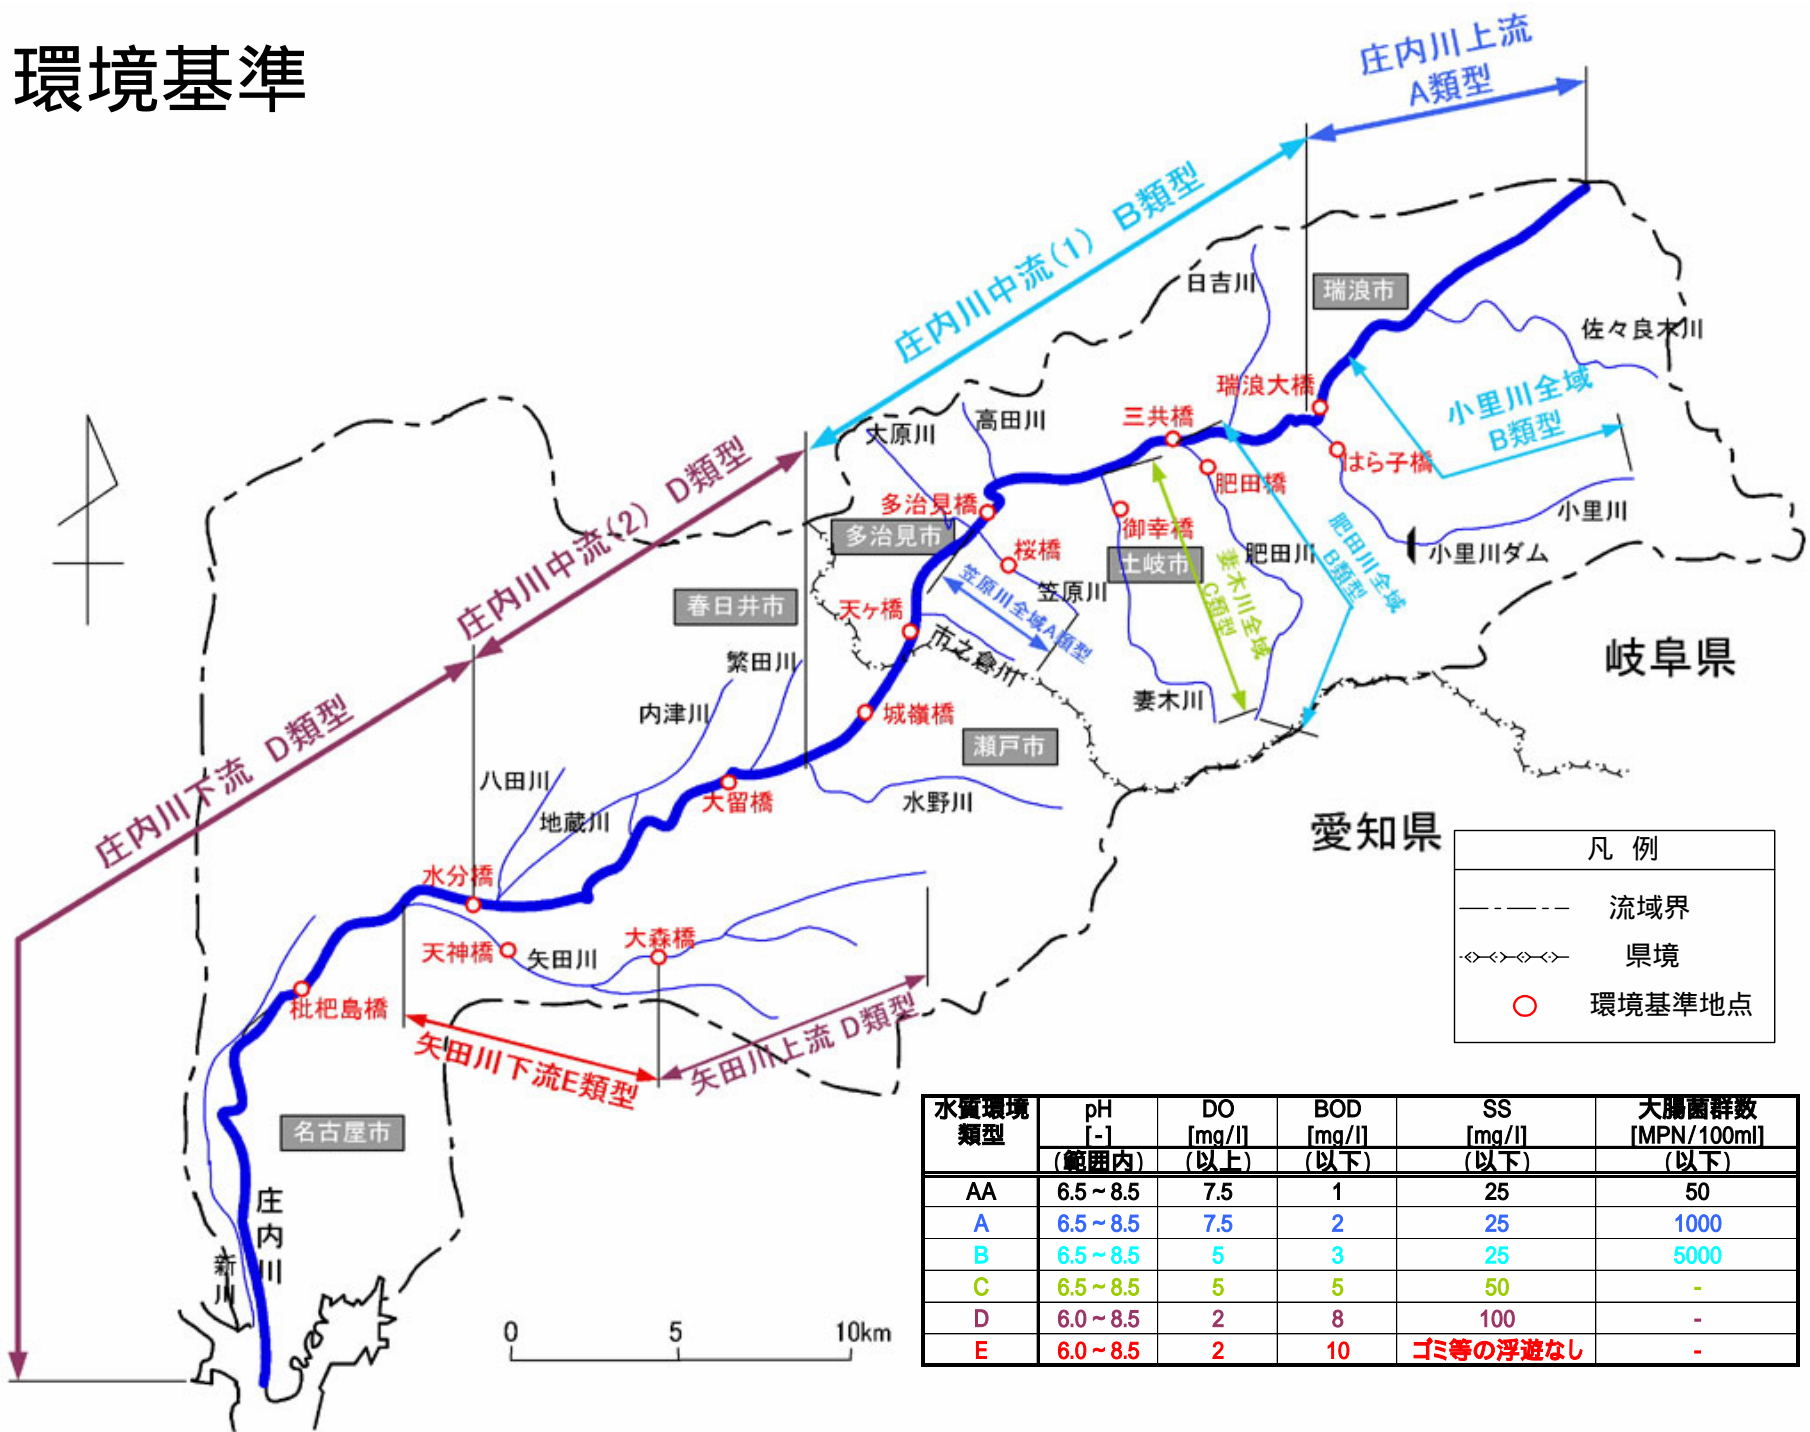 環境基準
庄内川上流
A類型
庄内川中流(1) B類型
日吉川
瑞浪市
佐々良木川
瑞浪大橋
小里川全域
B類型
三共橋
高田川
大原川
はら子橋
肥田橋
多治見橋
庄内川中流(2) D類型
多治見市
御幸橋
小里川
桜橋
土岐市
肥田川
小里川ダム
肥田川全域
B類型
妻木川全域
C類型
笠原川
笠原川全域A類型
春日井市
天ヶ橋
市之倉川
岐阜県
繁田川
内津川
妻木川
城嶺橋
瀬戸市
庄内川下流 D類型
八田川
地蔵川
大留橋
水野川
愛知県
水分橋
天神橋
矢田川
大森橋
枇杷島橋
矢田川下流E類型
矢田川上流 D類型
名古屋市
庄内川
新川
0 5 10km
凡 例
流域界
県境
環境基準地点
水質環境類型 pH [-] (範囲内) DO [mg/l] (以上) BOD [mg/l] (以下) SS [mg/l] (以下) 大腸菌群数 [MPN/100ml] (以下)
AA 6.5~8.5 7.5 1 25 50
A 6.5~8.5 7.5 2 25 1000
B 6.5~8.5 5 3 25 5000
C 6.5~8.5 5 5 50 -
D 6.0~8.5 2 8 100 -
E 6.0~8.5 2 10 ゴミ等の浮遊なし -